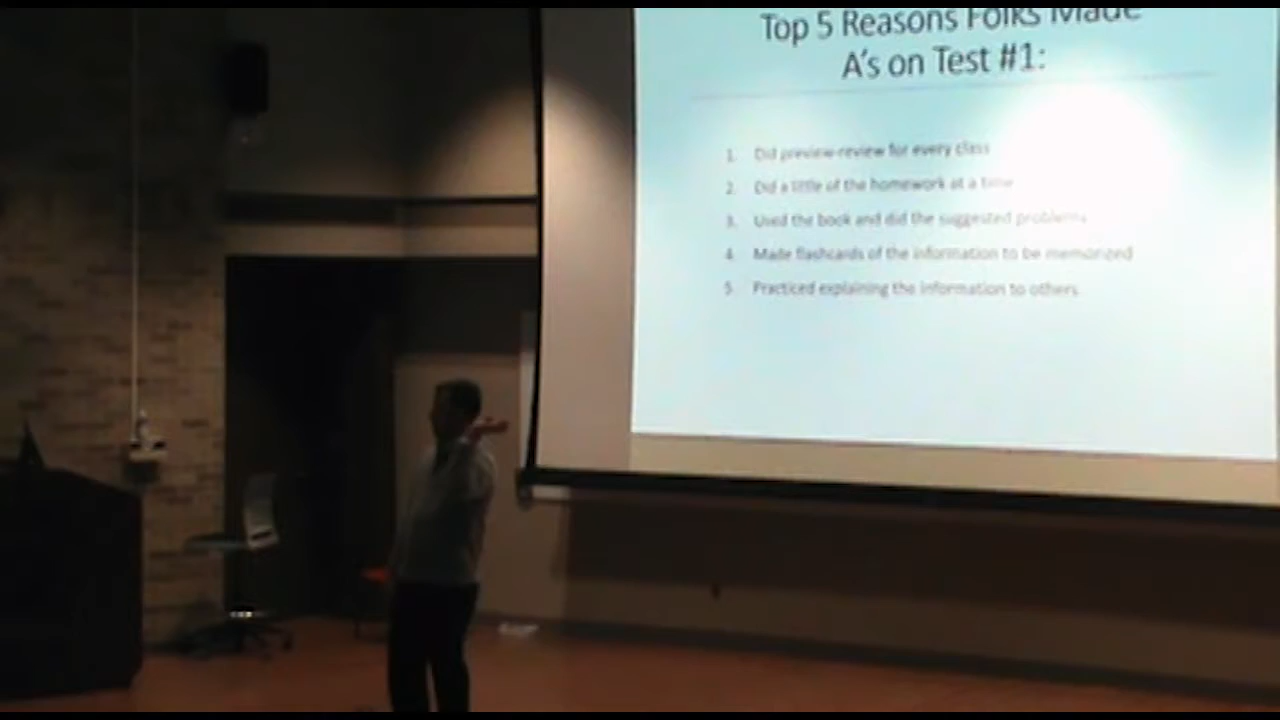 Top 5 Reasons Folks Made
A's on Test #1:
1. Did preview-review for every class
2. Did a little of the homework at a time
3. Used the book and did the suggested problems
4. Made flashcards of the information to be memorized
5. Practiced explaining the information to others